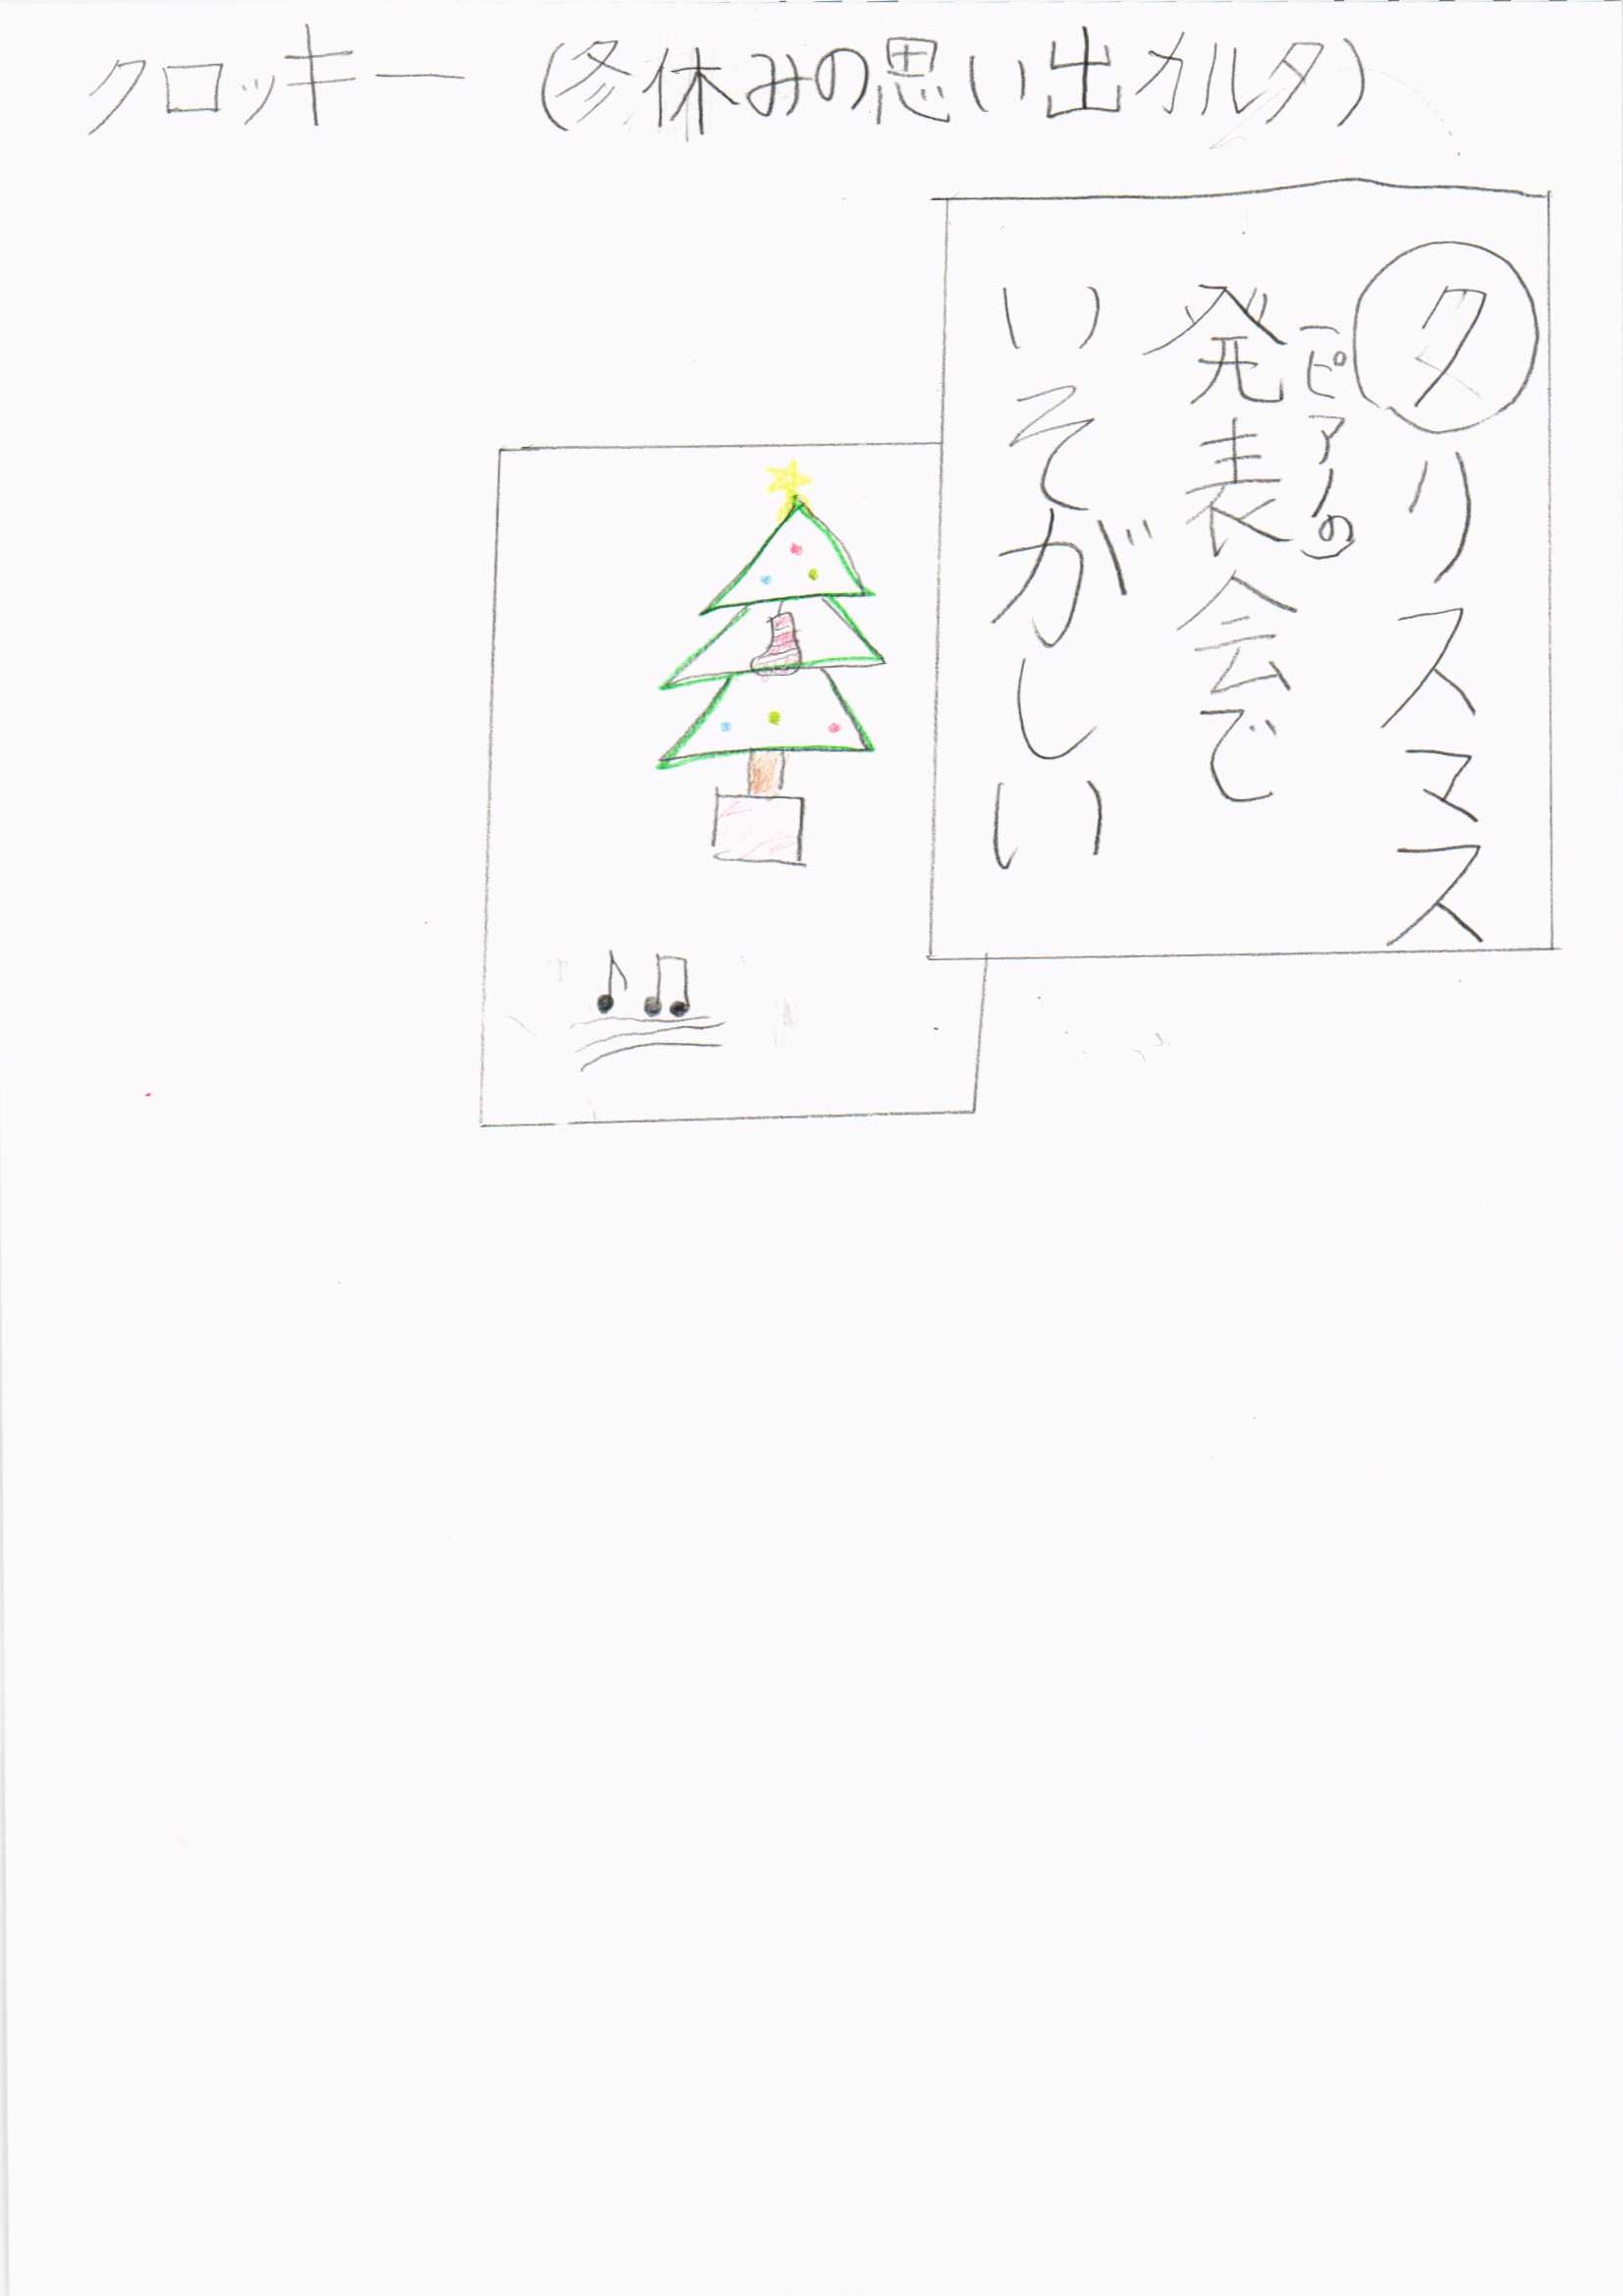 クロッキー (冬休みの思い出カルタ)
クリスマス
(ピアノの)
発表会で
いそがしい